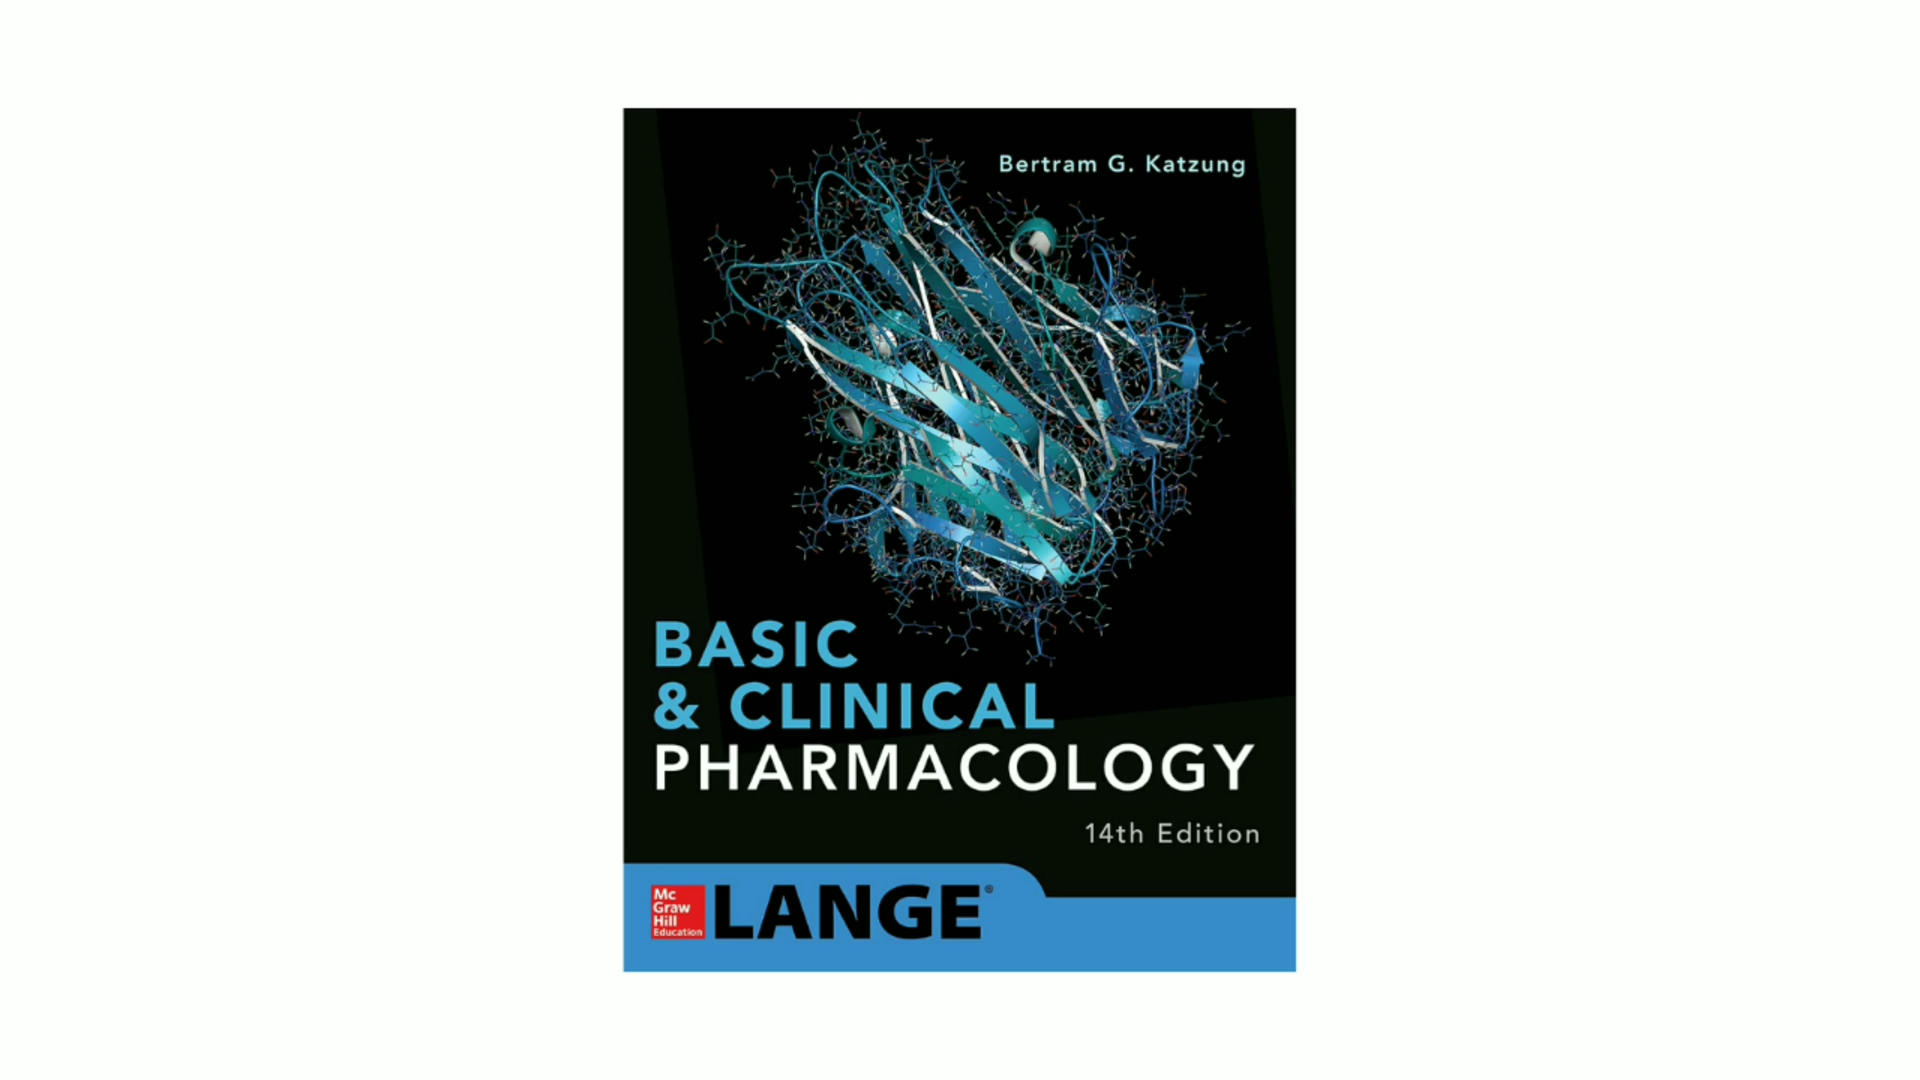 Bertram G. Katzung
BASIC
& CLINICAL
PHARMACOLOGY
14th Edition
Mc
Graw
Hill
Education
LANGE®